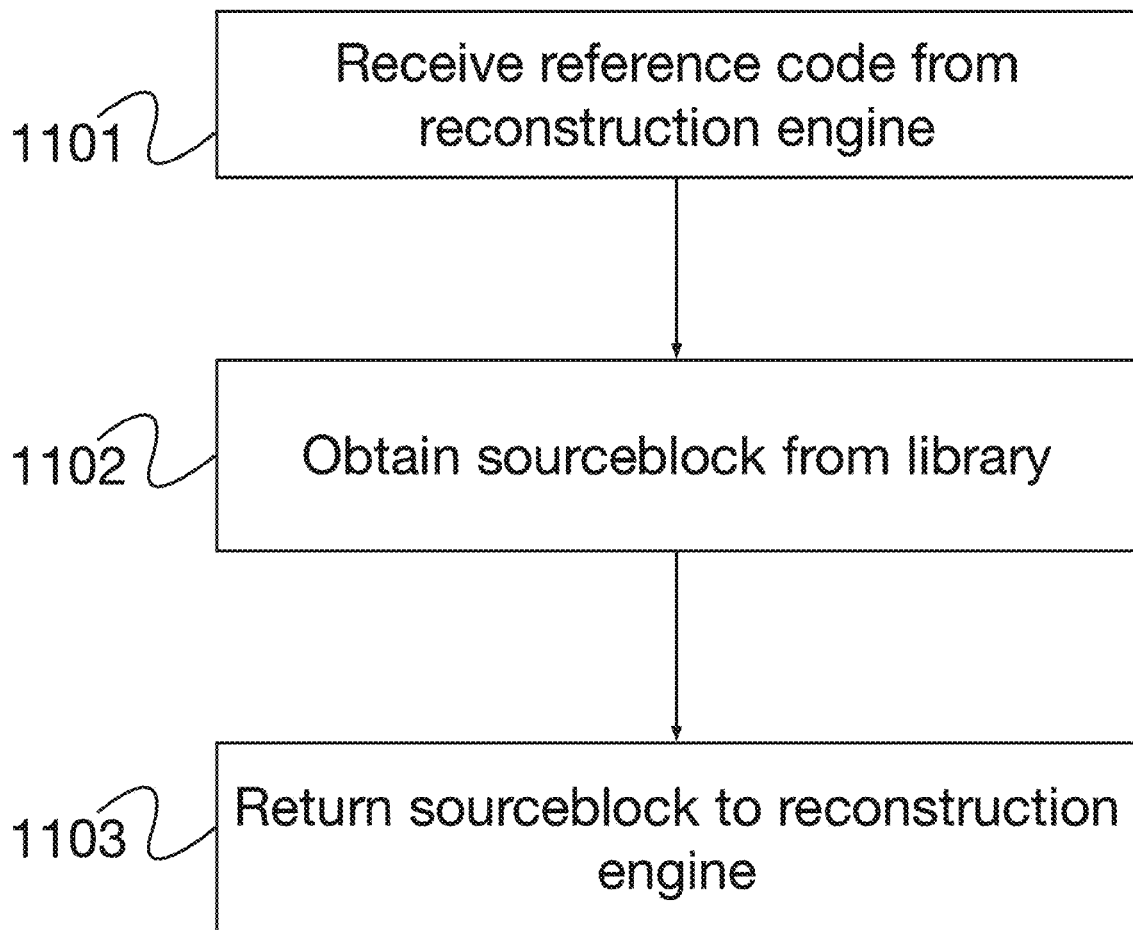 Receive reference code from
reconstruction engine
1101
Obtain sourceblock from library
1102
Return sourceblock to reconstruction
engine
1103